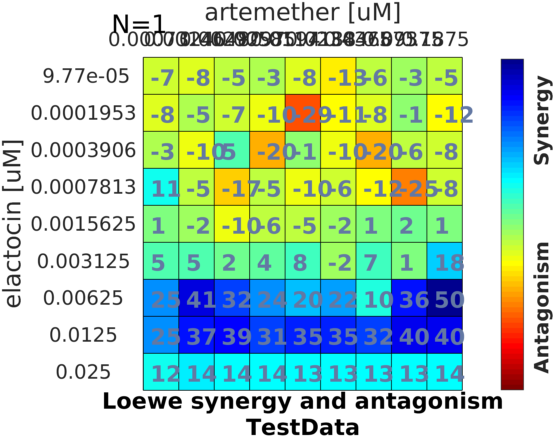 artemether [uM]
N=1
9.77e-05 -7 -8 -5 -3 -8 -13 -6 -3 -5
0.0001953 -8 -5 -7 -10 -29 -11 -8 -1 -12
0.0003906 -3 -10 5 -20 -1 -10 -20 -6 -8
0.0007813 11 -5 -17 -5 -10 -6 -12 -25 -8
0.0015625 1 -2 -10 -6 -5 -2 1 2 1
0.003125 5 5 2 4 8 -2 7 1 18
0.00625 25 41 32 24 20 22 10 36 50
0.0125 25 37 39 31 35 35 32 40 40
0.025 12 14 14 14 13 13 13 13 14
elactocin [uM]
Synergy
Antagonism
Loewe synergy and antagonism
TestData